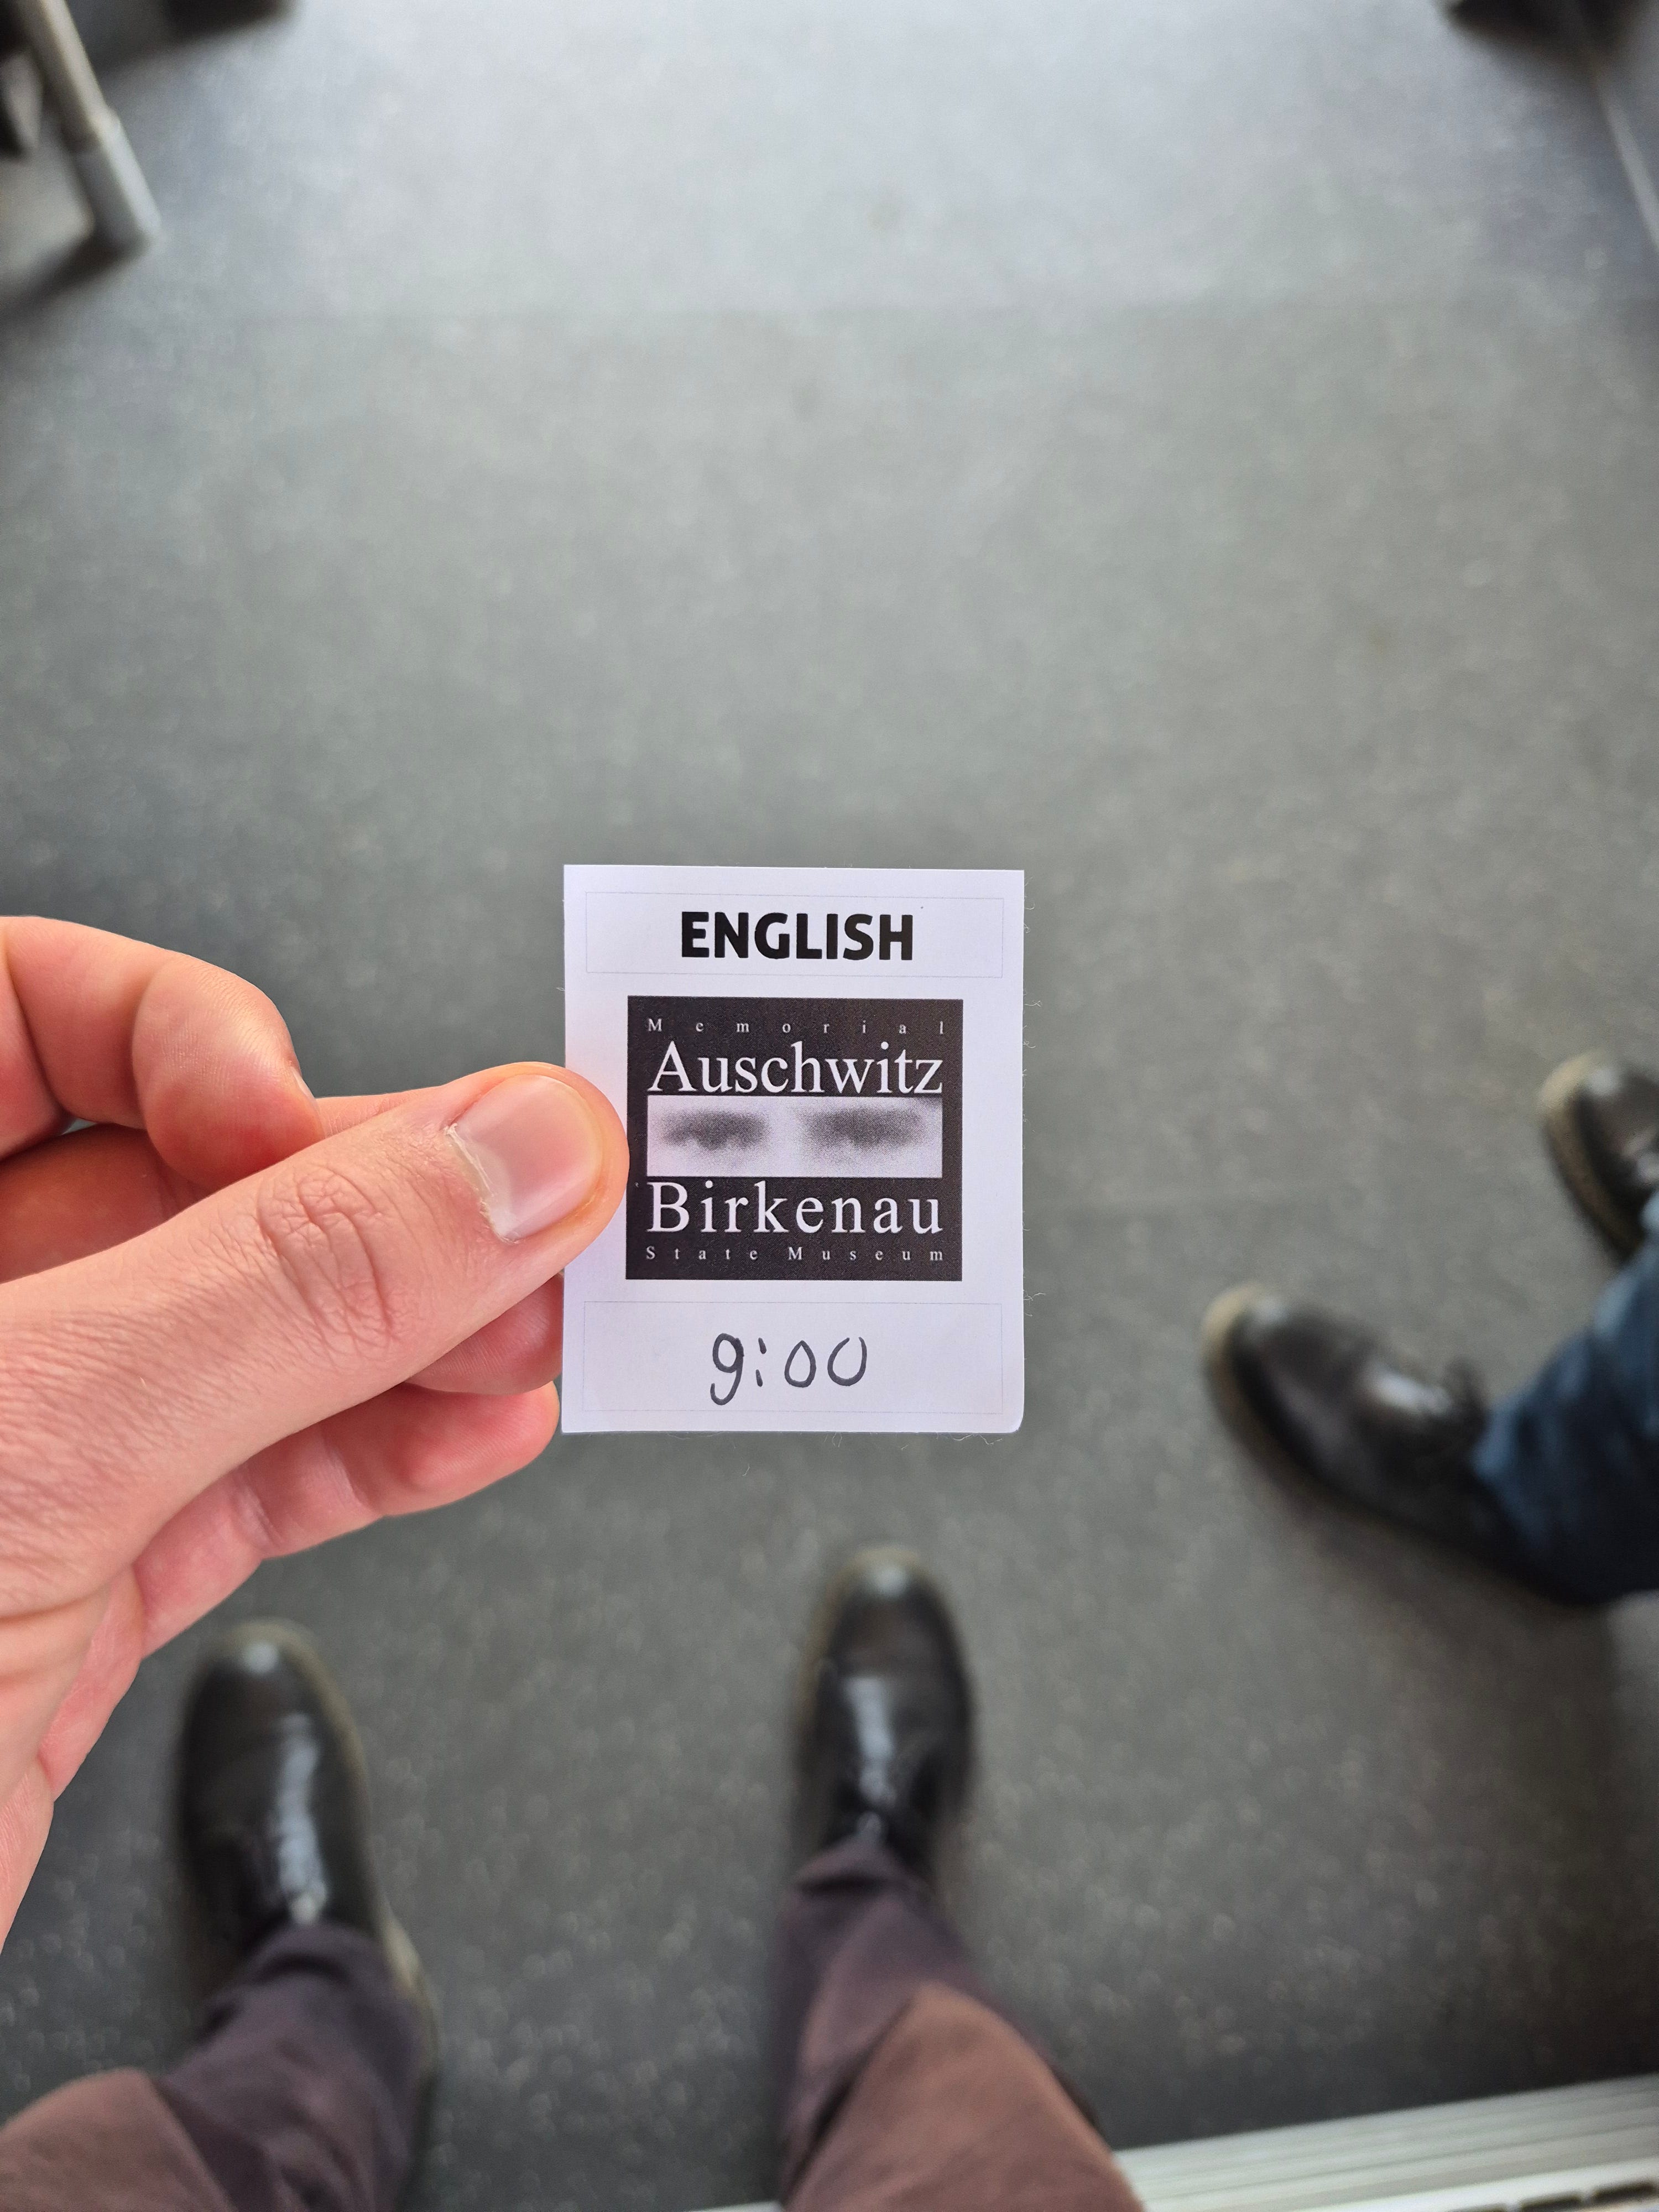 ENGLISH
Memorial
Auschwitz
Birkenau
State Museum
9:00